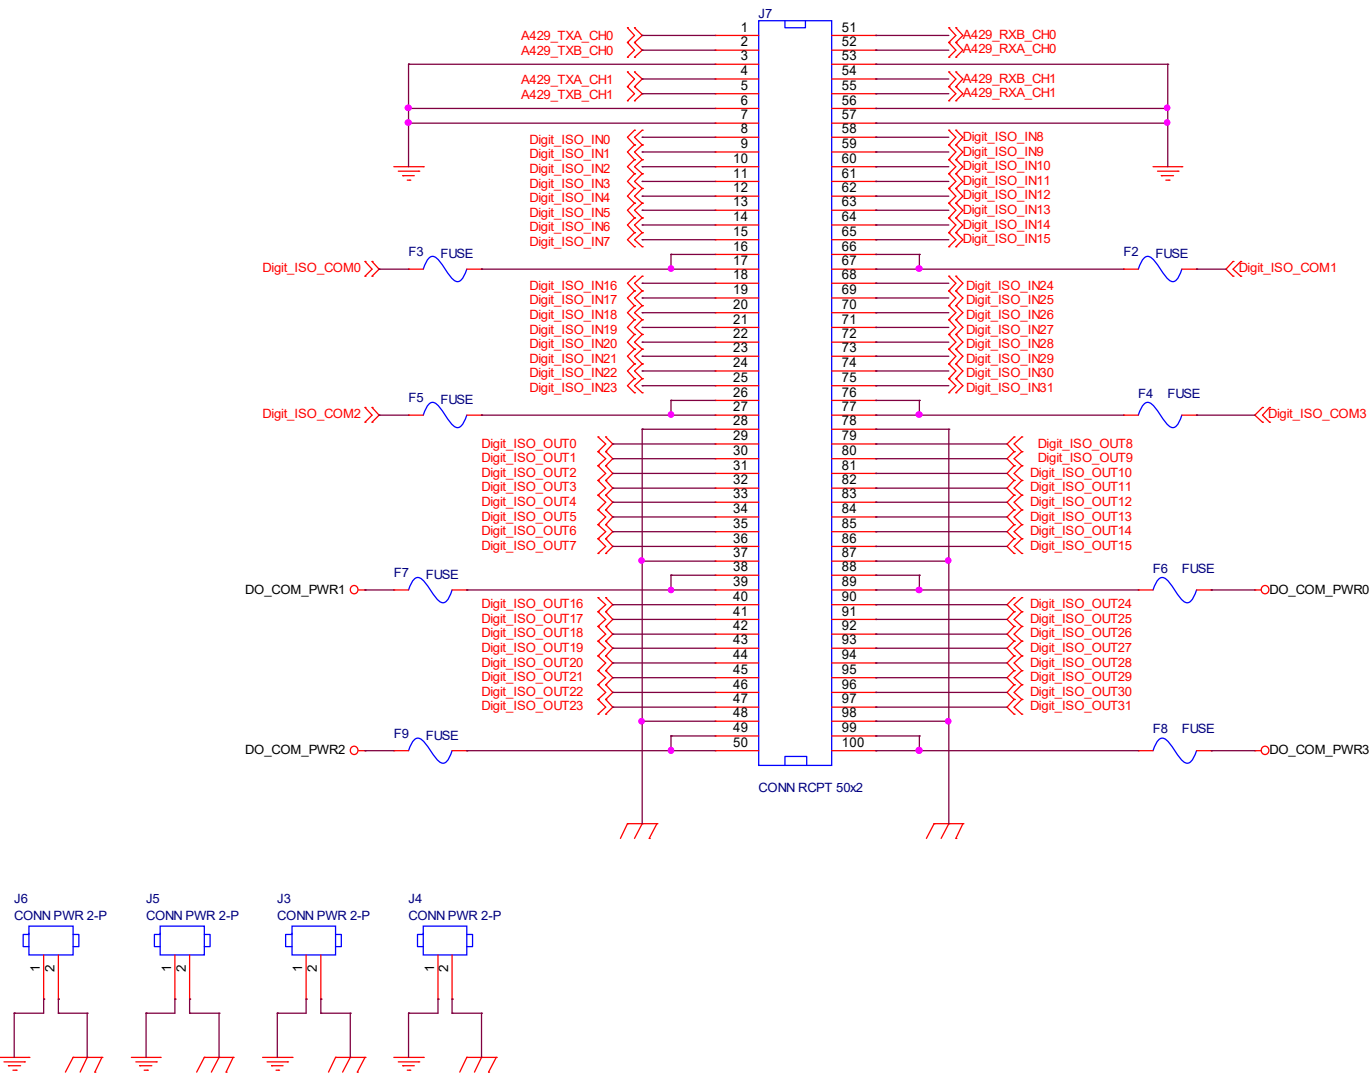 J7
1 51
A429_TXA_CH0 A429_RXB_CH0
2 52
A429_TXB_CH0 A429_RXA_CH0
3 53
4 54
A429_TXA_CH1 A429_RXB_CH1
5 55
A429_TXB_CH1 A429_RXA_CH1
6 56
7 57
8 58
Digit_ISO_IN0 Digit_ISO_IN8
9 59
Digit_ISO_IN1 Digit_ISO_IN9
10 60
Digit_ISO_IN2 Digit_ISO_IN10
11 61
Digit_ISO_IN3 Digit_ISO_IN11
12 62
Digit_ISO_IN4 Digit_ISO_IN12
13 63
Digit_ISO_IN5 Digit_ISO_IN13
14 64
Digit_ISO_IN6 Digit_ISO_IN14
15 65
Digit_ISO_IN7 Digit_ISO_IN15
16 66
F3 FUSE F2 FUSE
17 67
Digit_ISO_COM0 Digit_ISO_COM1
18 68
Digit_ISO_IN16 Digit_ISO_IN24
19 69
Digit_ISO_IN17 Digit_ISO_IN25
20 70
Digit_ISO_IN18 Digit_ISO_IN26
21 71
Digit_ISO_IN19 Digit_ISO_IN27
22 72
Digit_ISO_IN20 Digit_ISO_IN28
23 73
Digit_ISO_IN21 Digit_ISO_IN29
24 74
Digit_ISO_IN22 Digit_ISO_IN30
25 75
Digit_ISO_IN23 Digit_ISO_IN31
26 76
F5 FUSE F4 FUSE
27 77
Digit_ISO_COM2 Digit_ISO_COM3
28 78
29 79
Digit_ISO_OUT0 Digit_ISO_OUT8
30 80
Digit_ISO_OUT1 Digit_ISO_OUT9
31 81
Digit_ISO_OUT2 Digit_ISO_OUT10
32 82
Digit_ISO_OUT3 Digit_ISO_OUT11
33 83
Digit_ISO_OUT4 Digit_ISO_OUT12
34 84
Digit_ISO_OUT5 Digit_ISO_OUT13
35 85
Digit_ISO_OUT6 Digit_ISO_OUT14
36 86
Digit_ISO_OUT7 Digit_ISO_OUT15
37 87
38 88
F7 FUSE F6 FUSE
39 89
DO_COM_PWR1 DO_COM_PWR0
40 90
Digit_ISO_OUT16 Digit_ISO_OUT24
41 91
Digit_ISO_OUT17 Digit_ISO_OUT25
42 92
Digit_ISO_OUT18 Digit_ISO_OUT26
43 93
Digit_ISO_OUT19 Digit_ISO_OUT27
44 94
Digit_ISO_OUT20 Digit_ISO_OUT28
45 95
Digit_ISO_OUT21 Digit_ISO_OUT29
46 96
Digit_ISO_OUT22 Digit_ISO_OUT30
47 97
Digit_ISO_OUT23 Digit_ISO_OUT31
48 98
49 99
F9 FUSE F8 FUSE
50 100
DO_COM_PWR2 DO_COM_PWR3
CONN RCPT 50x2
J6 J5 J3 J4
CONN PWR 2-P CONN PWR 2-P CONN PWR 2-P CONN PWR 2-P
1 2 1 2 1 2 1 2